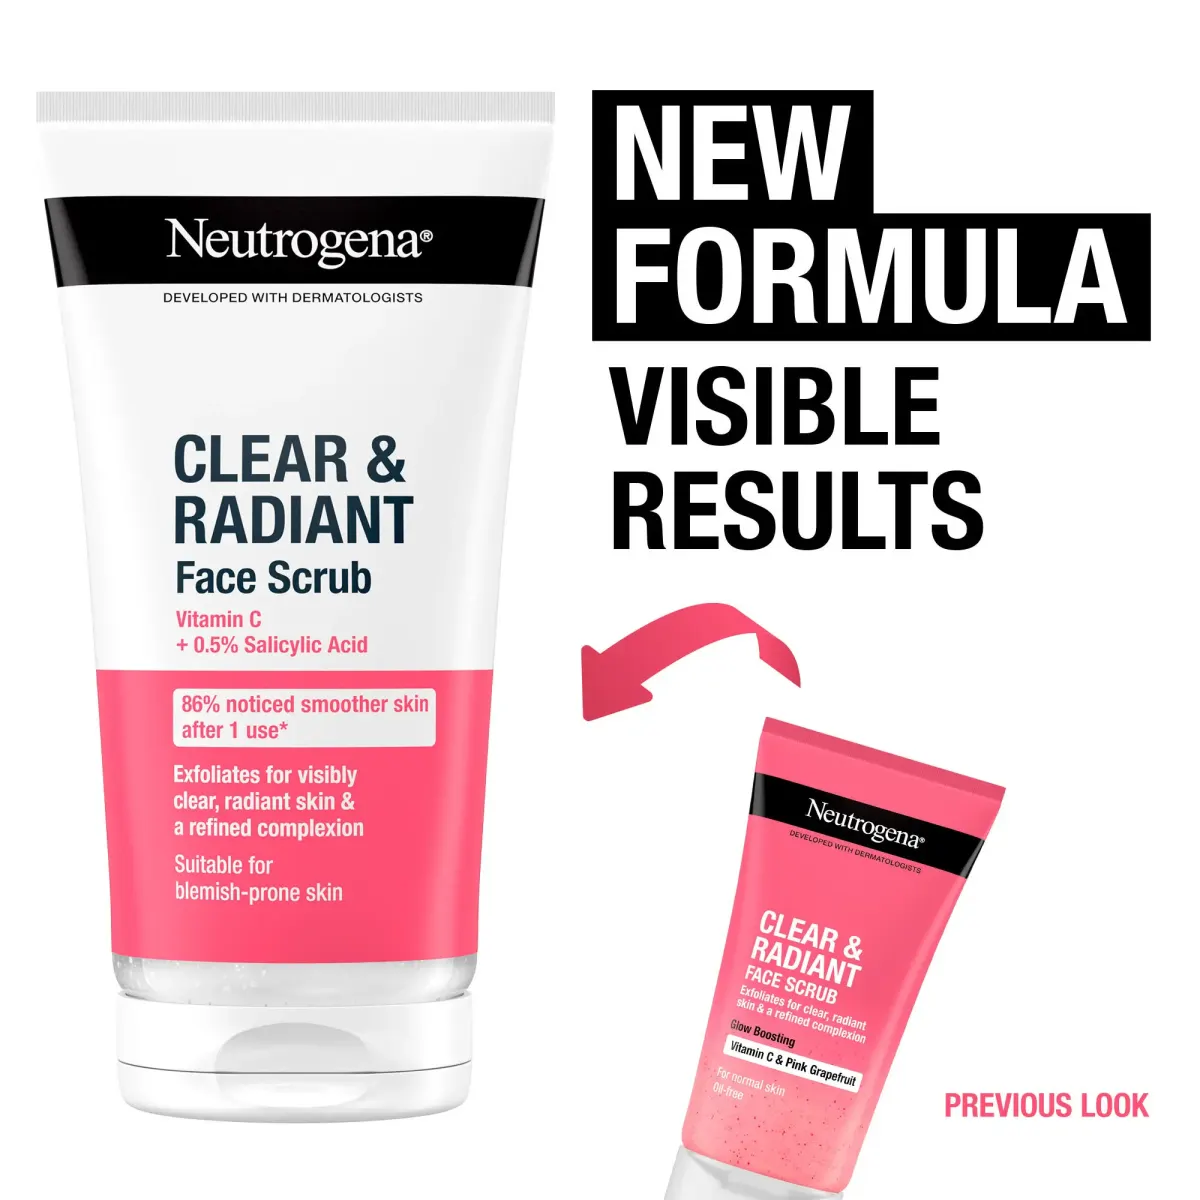 Neutrogena®
DEVELOPED WITH DERMATOLOGISTS
CLEAR &
RADIANT
Face Scrub
Vitamin C
+ 0.5% Salicylic Acid
86% noticed smoother skin
after 1 use*
Exfoliates for visibly
clear, radiant skin &
a refined complexion
Suitable for
blemish-prone skin
NEW
FORMULA
VISIBLE
RESULTS
Neutrogena®
DEVELOPED WITH DERMATOLOGISTS
CLEAR &
RADIANT
FACE SCRUB
Exfoliates for clear, radiant
skin & a refined complexion
Glow Boosting
Vitamin C & Pink Grapefruit
For normal skin
Oil-free
PREVIOUS LOOK